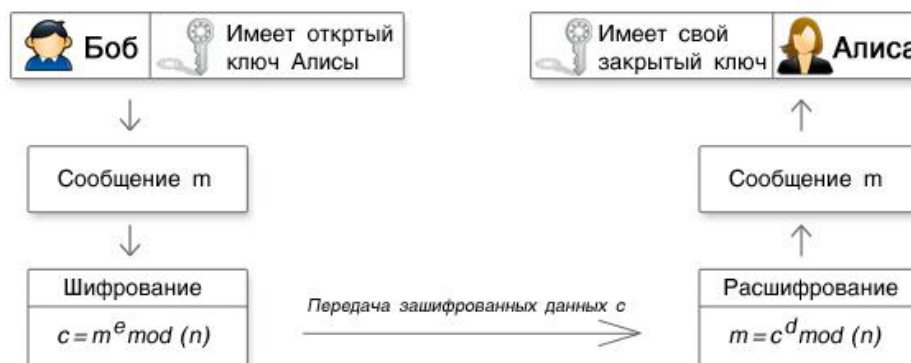 Боб
Имеет откртый
ключ Алисы
Имеет свой
закрытый ключ
Алиса
Сообщение m
Сообщение m
Шифрование
c = m^e mod (n)
Передача зашифрованных данных c
Расшифрование
m = c^d mod (n)